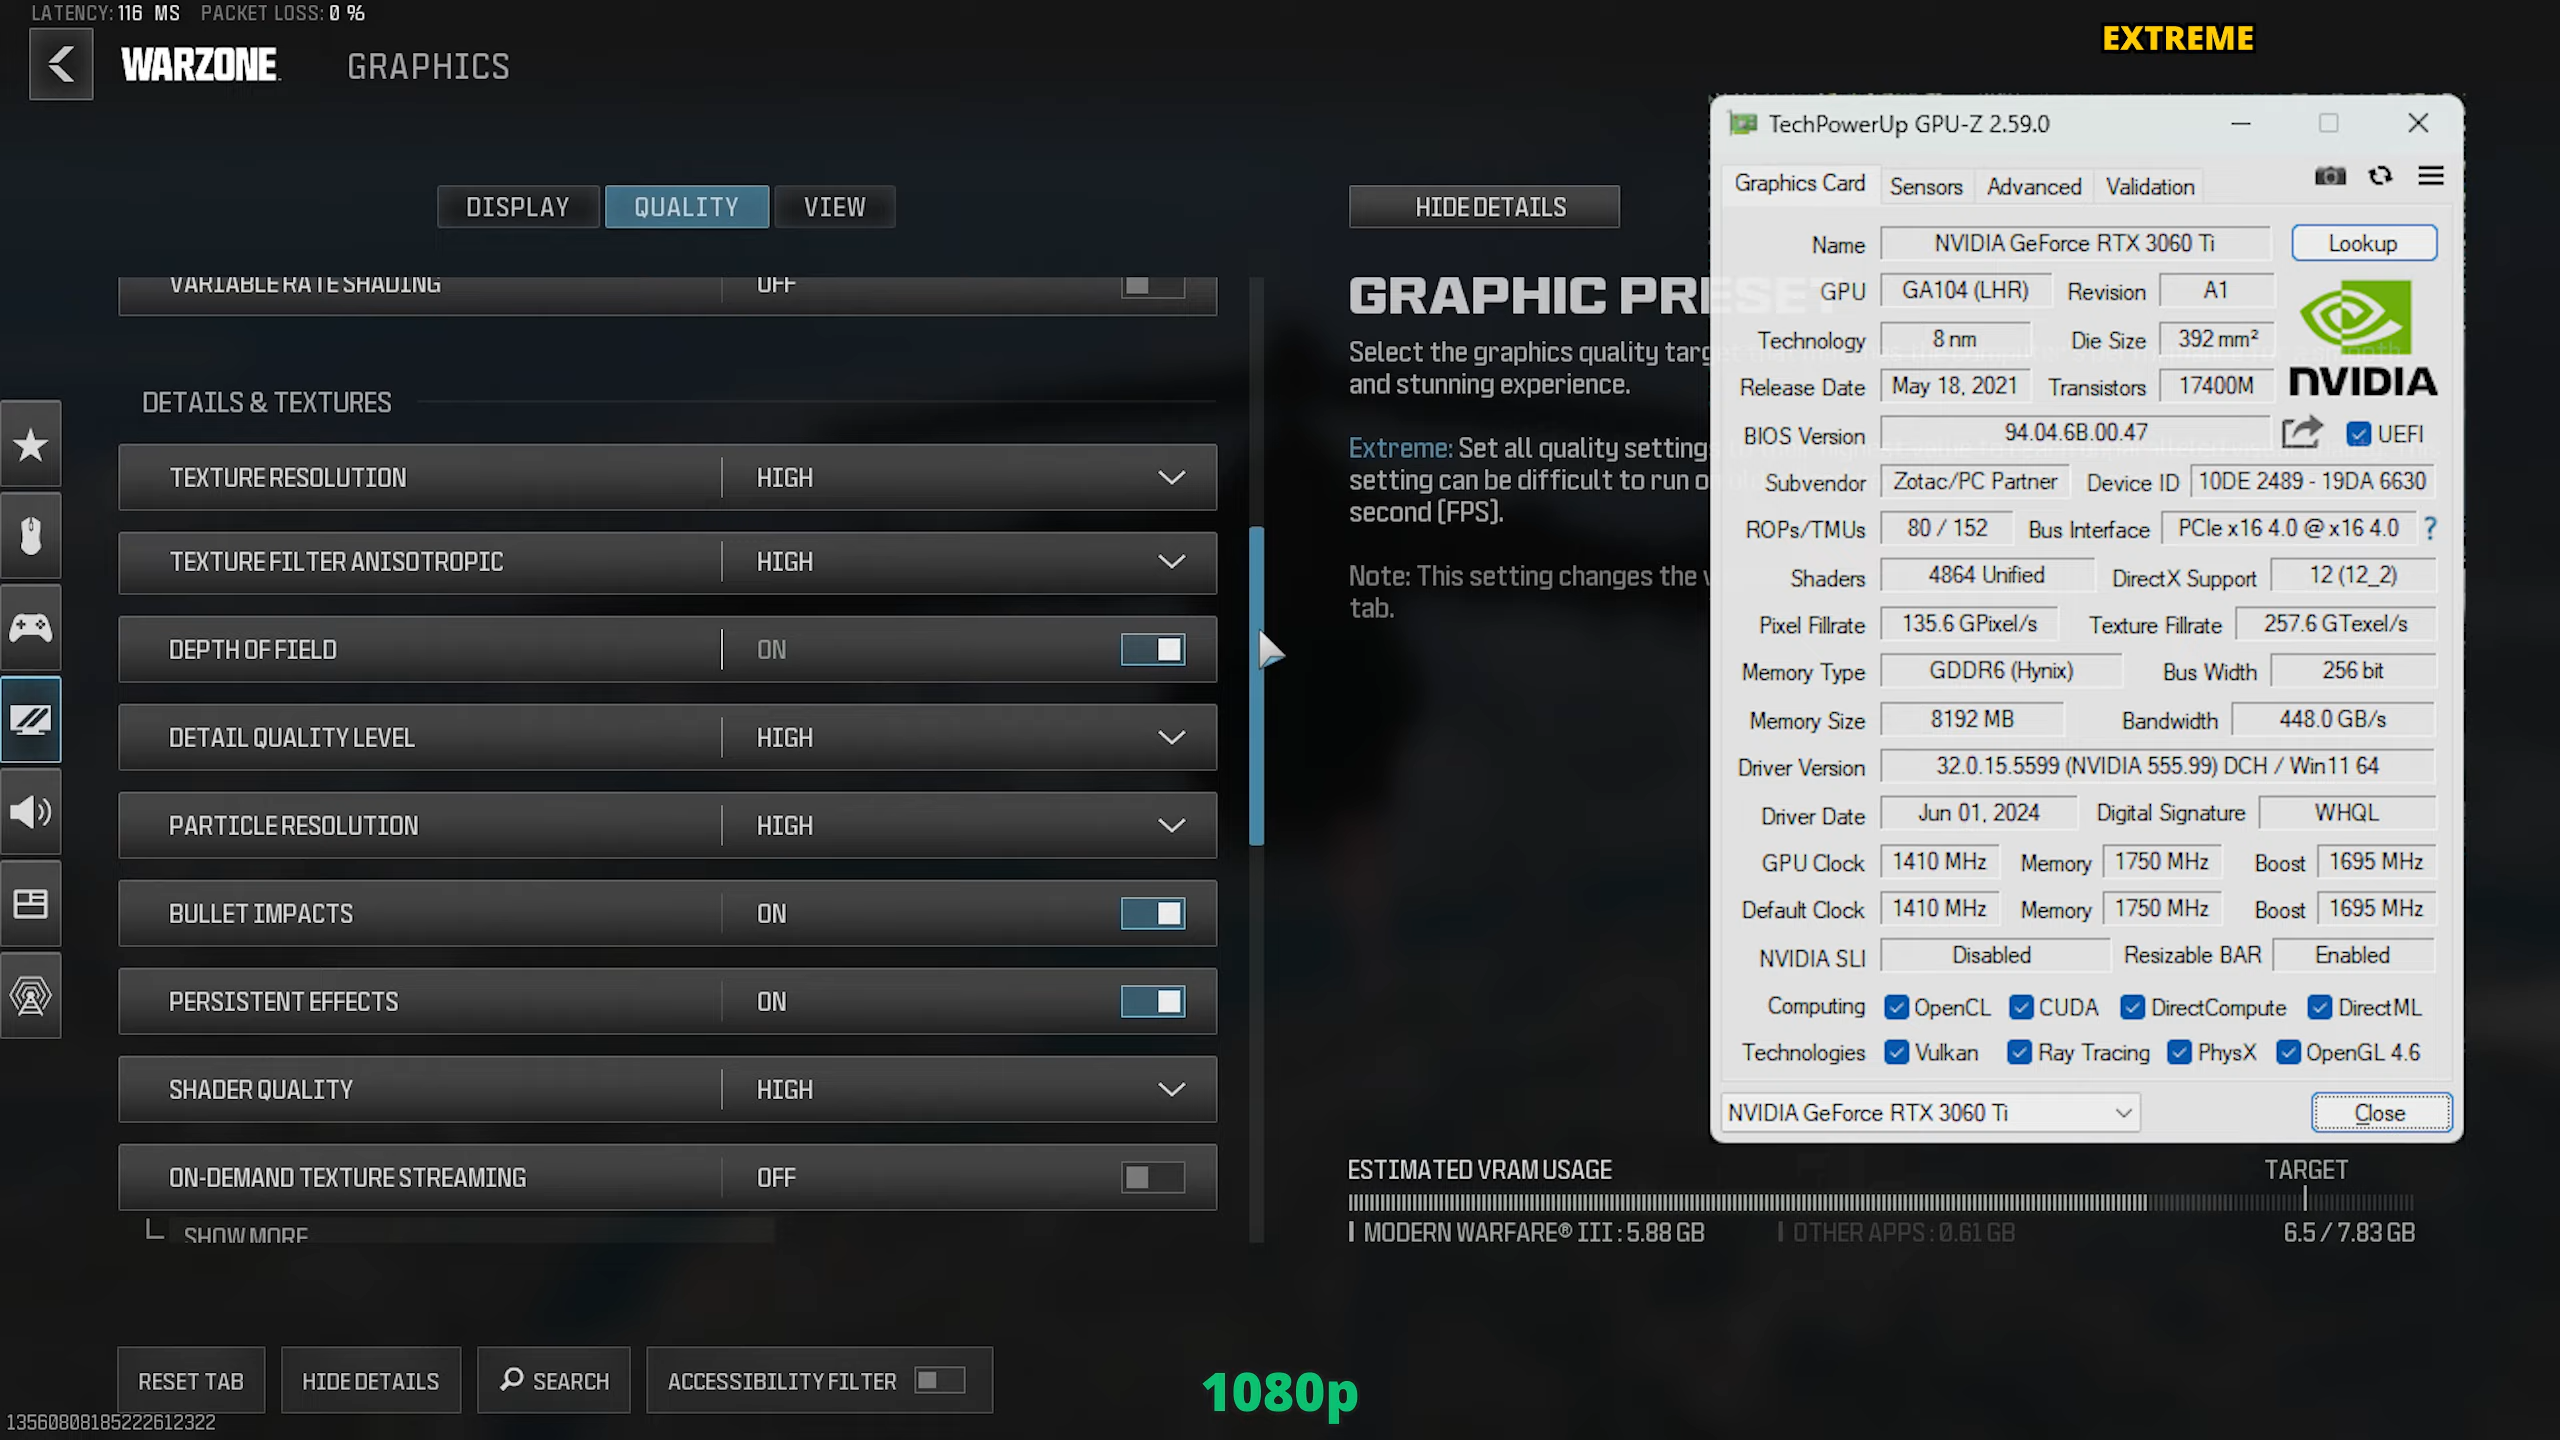 LATENCY: 116 MS PACKET LOSS: 0 %
EXTREME
WARZONE
GRAPHICS
DISPLAY
QUALITY
VIEW
HIDE DETAILS
VARIABLE RATE SHADING OFF
DETAILS & TEXTURES
TEXTURE RESOLUTION HIGH
TEXTURE FILTER ANISOTROPIC HIGH
DEPTH OF FIELD ON
DETAIL QUALITY LEVEL HIGH
PARTICLE RESOLUTION HIGH
BULLET IMPACTS ON
PERSISTENT EFFECTS ON
SHADER QUALITY HIGH
ON-DEMAND TEXTURE STREAMING OFF
SHOW MORE
GRAPHIC PRESET
Select the graphics quality
and stunning experience.
Extreme: Set all quality settings
setting can be difficult to run
second (FPS).
Note: This setting changes the
tab.
TechPowerUp GPU-Z 2.59.0
Graphics Card Sensors Advanced Validation
Name NVIDIA GeForce RTX 3060 Ti Lookup
GPU GA104 (LHR) Revision A1
Technology 8 nm Die Size 392 mm²
Release Date May 18, 2021 Transistors 17400M
NVIDIA
BIOS Version 94.04.6B.00.47 UEFI
Subvendor Zotac/PC Partner Device ID 10DE 2489 - 19DA 6630
ROPs/TMUs 80 / 152 Bus Interface PCIe x16 4.0 @ x16 4.0 ?
Shaders 4864 Unified DirectX Support 12 (12_2)
Pixel Fillrate 135.6 GPixel/s Texture Fillrate 257.6 GTexel/s
Memory Type GDDR6 (Hynix) Bus Width 256 bit
Memory Size 8192 MB Bandwidth 448.0 GB/s
Driver Version 32.0.15.5599 (NVIDIA 555.99) DCH / Win11 64
Driver Date Jun 01, 2024 Digital Signature WHQL
GPU Clock 1410 MHz Memory 1750 MHz Boost 1695 MHz
Default Clock 1410 MHz Memory 1750 MHz Boost 1695 MHz
NVIDIA SLI Disabled Resizable BAR Enabled
Computing OpenCL CUDA DirectCompute DirectML
Technologies Vulkan Ray Tracing PhysX OpenGL 4.6
NVIDIA GeForce RTX 3060 Ti Close
ESTIMATED VRAM USAGE TARGET
MODERN WARFARE® III : 5.88 GB OTHER APPS : 0.61 GB 6.5 / 7.83 GB
RESET TAB
HIDE DETAILS
SEARCH
ACCESSIBILITY FILTER
1080p
13560808185222612322